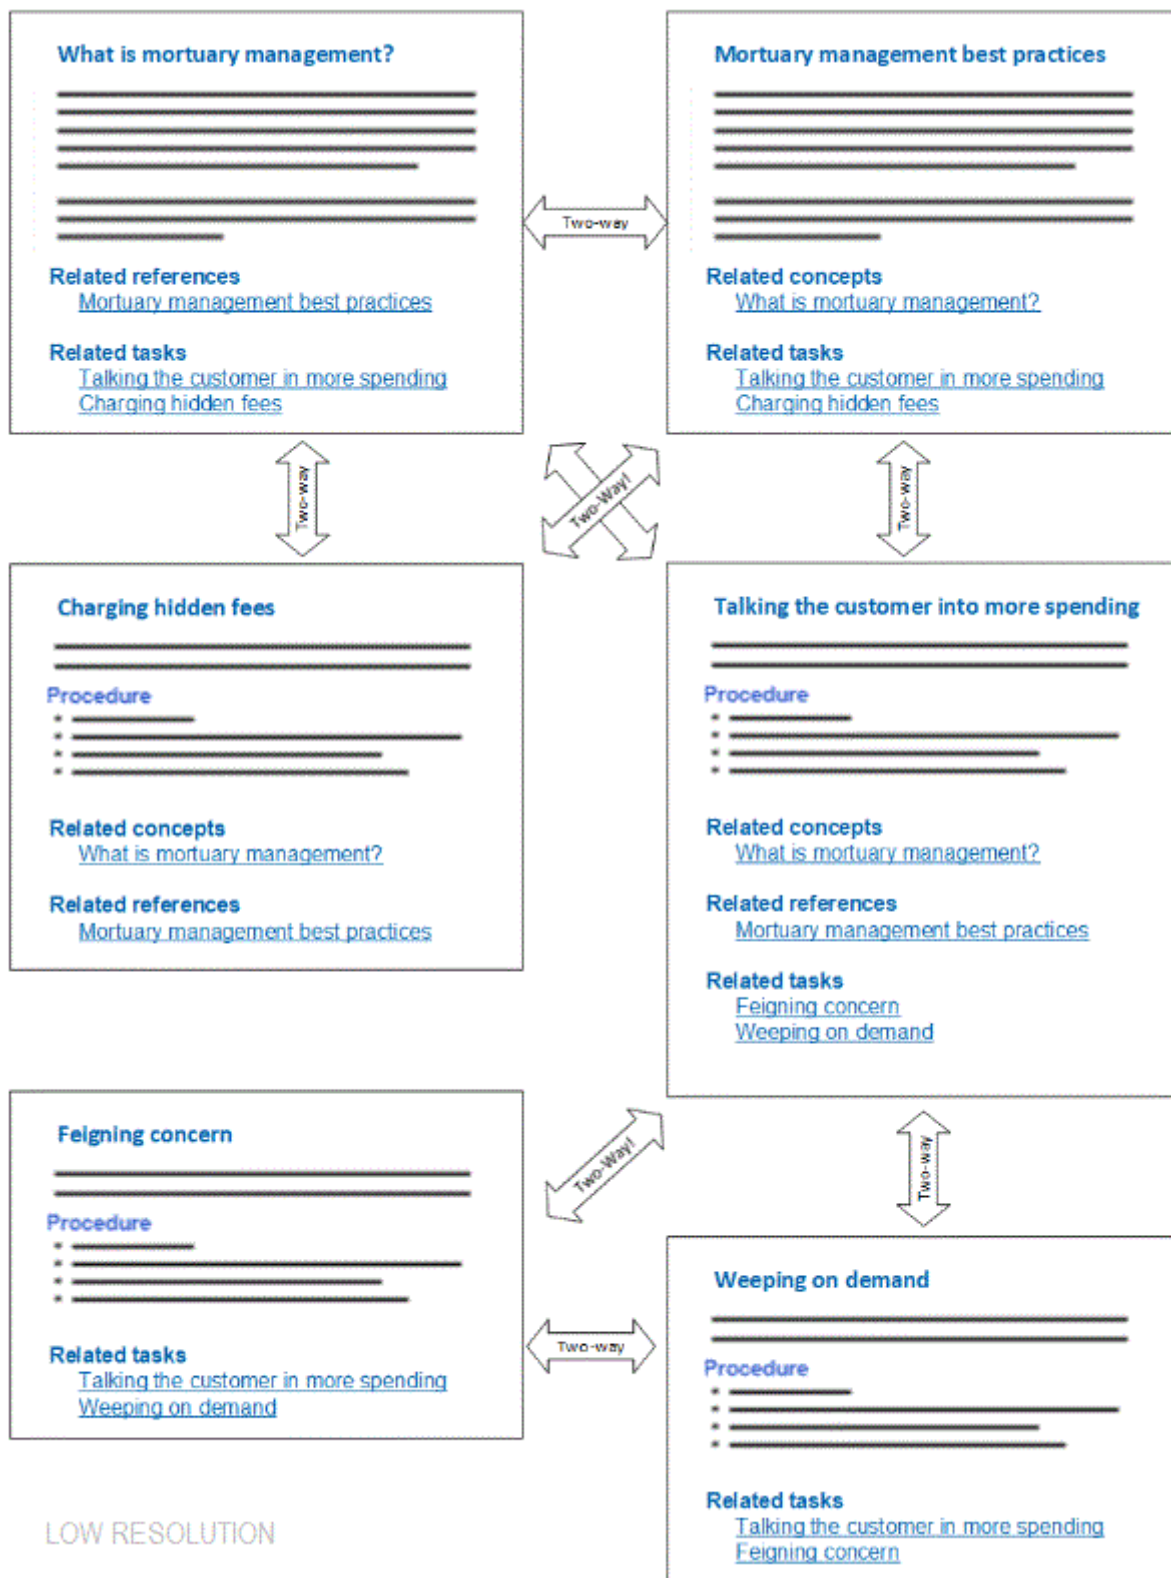 What is mortuary management?
Related references
Mortuary management best practices
Related tasks
Talking the customer in more spending
Charging hidden fees
Two-way
Mortuary management best practices
Related concepts
What is mortuary management?
Related tasks
Talking the customer in more spending
Charging hidden fees
Two-way
Two-Way!
Two-way
Charging hidden fees
Procedure
Related concepts
What is mortuary management?
Related references
Mortuary management best practices
Talking the customer into more spending
Procedure
Related concepts
What is mortuary management?
Related references
Mortuary management best practices
Related tasks
Feigning concern
Weeping on demand
Two-Way!
Two-way
Feigning concern
Procedure
Related tasks
Talking the customer in more spending
Weeping on demand
Two-way
Weeping on demand
Procedure
Related tasks
Talking the customer in more spending
Feigning concern
LOW RESOLUTION